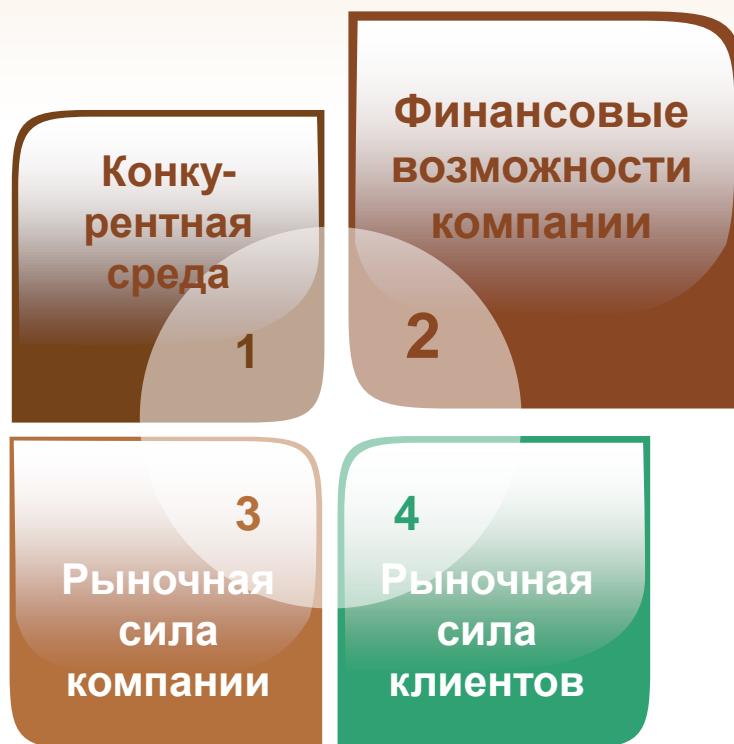 Конку-
рентная
среда
1
Финансовые
возможности
компании
2
3
Рыночная
сила
компании
4
Рыночная
сила
клиентов